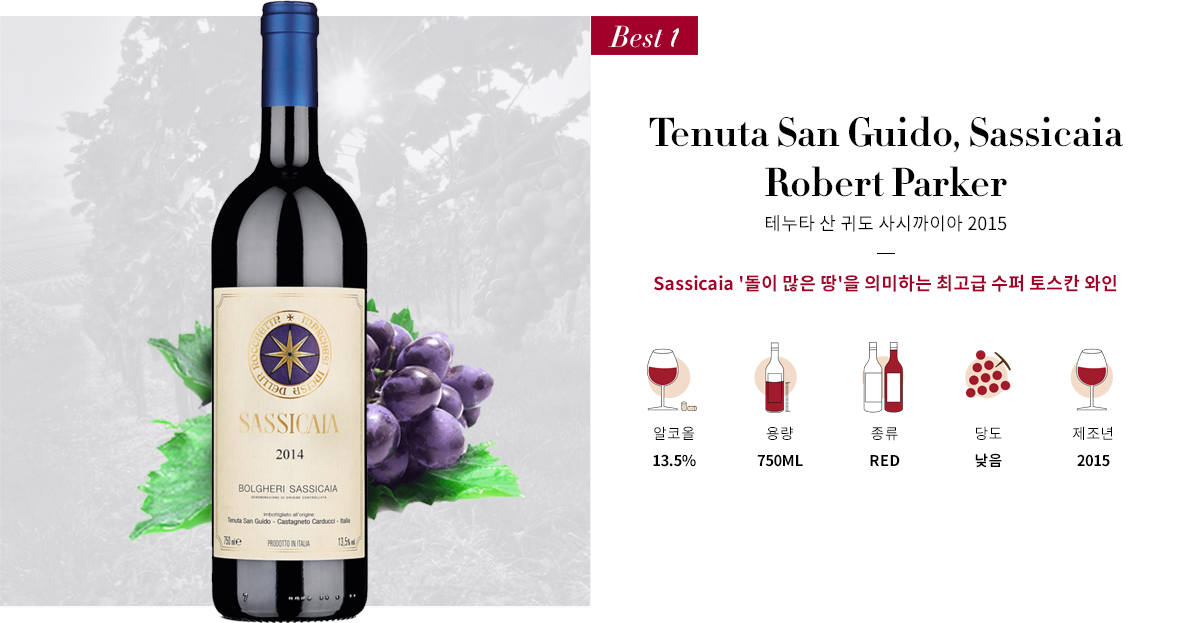 Best 1
Tenuta San Guido, Sassicaia
Robert Parker
테누타 산 귀도 사시까이아 2015
Sassicaia '돌이 많은 땅'을 의미하는 최고급 수퍼 토스칸 와인
알코올
13.5%
용량
750ML
종류
RED
당도
낮음
제조년
2015
SASSICAIA
2014
BOLGHERI SASSICAIA
DENOMINAZIONE DI ORIGINE CONTROLLATA
Imbottigliato all'origine
Tenuta San Guido - Castagneto Carducci - Italia
750 ml e PRODOTTO IN ITALIA 13,5% vol